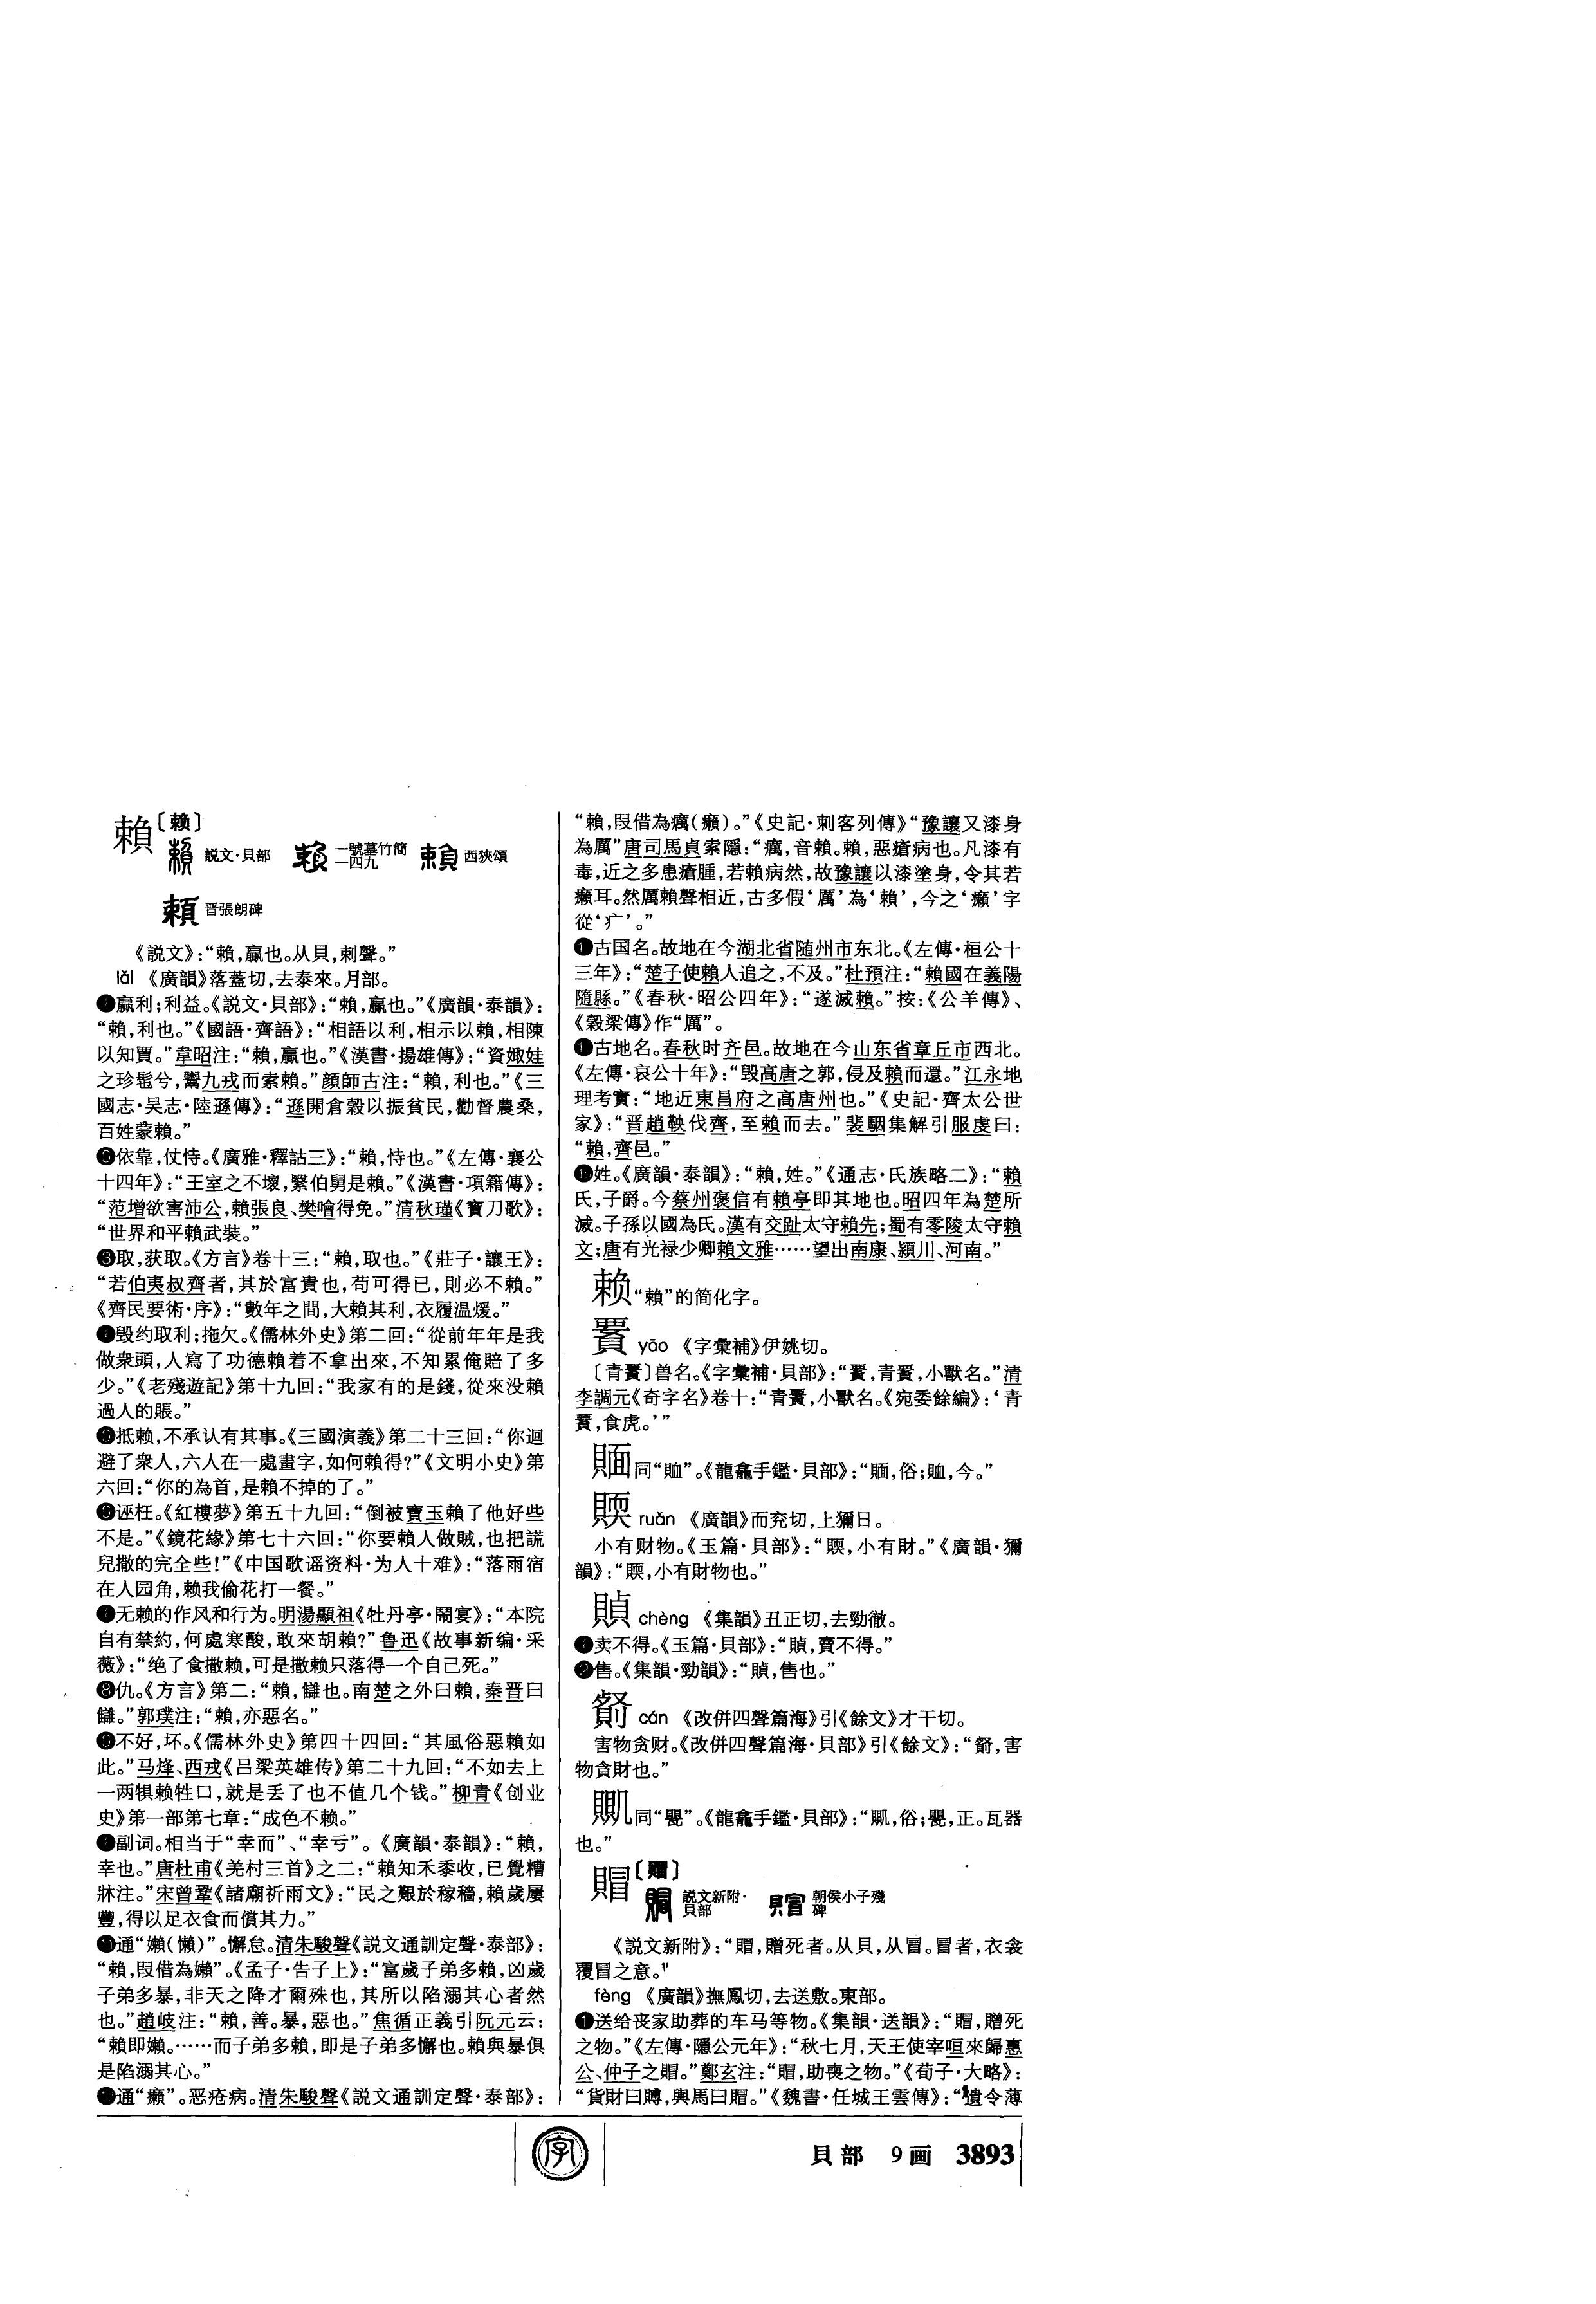 賴〔赖〕
説文·貝部 一號墓竹簡一四九 西狹頌
晋張朗碑
《説文》：“賴，贏也。从貝，剌聲。”
lài 《廣韻》落蓋切，去泰來。月部。
赢利；利益。《説文·貝部》：“賴，贏也。”《廣韻·泰韻》：
“賴，利也。”《國語·齊語》：“相語以利，相示以賴，相陳
以知賈。”韋昭注：“賴，贏也。”《漢書·揚雄傳》：“資娵娃
之珍髢兮，鬻九戎而索賴。”顔師古注：“賴，利也。”《三
國志·吴志·陸遜傳》：“遜開倉穀以振貧民，勸督農桑，
百姓蒙賴。”
依靠，仗恃。《廣雅·釋詁三》：“賴，恃也。”《左傳·襄公
十四年》：“王室之不壞，繄伯舅是賴。”《漢書·項籍傳》：
“范增欲害沛公，賴張良、樊噲得免。”清秋瑾《寶刀歌》：
“世界和平賴武裝。”
❸取，获取。《方言》卷十三：“賴，取也。”《莊子·讓王》：
“若伯夷叔齊者，其於富貴也，苟可得已，則必不賴。”
《齊民要術·序》：“數年之間，大賴其利，衣履温煖。”
毁约取利；拖欠。《儒林外史》第二回：“從前年年是我
做衆頭，人寫了功德賴着不拿出來，不知累俺賠了多
少。”《老殘遊記》第十九回：“我家有的是錢，從來没賴
過人的賬。”
抵赖，不承认有其事。《三國演義》第二十三回：“你迴
避了衆人，六人在一處畫字，如何賴得？”《文明小史》第
六回：“你的為首，是賴不掉的了。”
诬枉。《紅樓夢》第五十九回：“倒被寶玉賴了他好些
不是。”《鏡花緣》第七十六回：“你要賴人做賊，也把謊
兒撒的完全些！”《中国歌谣资料·为人十难》：“落雨宿
在人园角，赖我偷花打一餐。”
无赖的作风和行为。明湯顯祖《牡丹亭·鬧宴》：“本院
自有禁約，何處寒酸，敢來胡賴？”鲁迅《故事新编·采
薇》：“绝了食撒赖，可是撒赖只落得一个自己死。”
❽仇。《方言》第二：“賴，讎也。南楚之外曰賴，秦晋曰
讎。”郭璞注：“賴，亦惡名。”
不好，坏。《儒林外史》第四十四回：“其風俗惡賴如
此。”马烽、西戎《吕梁英雄传》第二十九回：“不如去上
一两犋赖牲口，就是丢了也不值几个钱。”柳青《创业
史》第一部第七章：“成色不赖。”
副词。相当于“幸而”、“幸亏”。《廣韻·泰韻》：“賴，
幸也。”唐杜甫《羌村三首》之二：“賴知禾黍收，已覺糟
牀注。”宋曾鞏《諸廟祈雨文》：“民之艱於稼穡，賴歲屢
豐，得以足衣食而償其力。”
⓫通“嬾（懶）”。懈怠。清朱駿聲《説文通訓定聲·泰部》：
“賴，叚借為嬾”。《孟子·告子上》：“富歲子弟多賴，凶歲
子弟多暴，非天之降才爾殊也，其所以陷溺其心者然
也。”趙岐注：“賴，善。暴，惡也。”焦循正義引阮元云：
“賴即嬾。……而子弟多賴，即是子弟多懈也。賴與暴俱
是陷溺其心。”
通“癩”。恶疮病。清朱駿聲《説文通訓定聲·泰部》：
“賴，叚借為癘（癩）。”《史記·刺客列傳》“豫讓又漆身
為厲”唐司馬貞索隱：“癘，音賴。賴，惡瘡病也。凡漆有
毒，近之多患瘡腫，若賴病然，故豫讓以漆塗身，令其若
癩耳。然厲賴聲相近，古多假‘厲’為‘賴’，今之‘癩’字
從‘疒’。”
古国名。故地在今湖北省随州市东北。《左傳·桓公十
三年》：“楚子使賴人追之，不及。”杜預注：“賴國在義陽
隨縣。”《春秋·昭公四年》：“遂滅賴。”按：《公羊傳》、
《穀梁傳》作“厲”。
古地名。春秋时齐邑。故地在今山东省章丘市西北。
《左傳·哀公十年》：“毁高唐之郭，侵及賴而還。”江永地
理考實：“地近東昌府之高唐州也。”《史記·齊太公世
家》：“晋趙鞅伐齊，至賴而去。”裴駰集解引服虔曰：
“賴，齊邑。”
姓。《廣韻·泰韻》：“賴，姓。”《通志·氏族略二》：“賴
氏，子爵。今蔡州褒信有賴亭即其地也。昭四年為楚所
滅。子孫以國為氏。漢有交趾太守賴先；蜀有零陵太守賴
文；唐有光禄少卿賴文雅……望出南康、潁川、河南。”
赖“賴”的简化字。
yāo 《字彙補》伊姚切。
李調元《奇字名》卷十：“青，小獸名。《宛委餘編》：‘青
，食虎。’”
同“賉”。《龍龕手鑑·貝部》：“，俗；，今。”
ruǎn 《廣韻》而兖切，上獮日。
小有财物。《玉篇·貝部》：“，小有財。”《廣韻·獮
韻》：“，小有財物也。”
chèng 《集韻》丑正切，去勁徹。
卖不得。《玉篇·貝部》：“，賣不得。”
❷售。《集韻·勁韻》：“，售也。”
cán 《改併四聲篇海》引《餘文》才干切。
害物贪财。《改併四聲篇海·貝部》引《餘文》：“，害
物貪財也。”
同“甖”。《龍龕手鑑·貝部》：“，俗；甖，正。瓦器
也。”
賵〔赗〕
説文新附·貝部 朝侯小子殘碑
《説文新附》：“賵，贈死者。从貝，从冒。冒者，衣衾
覆冒之意。”
fèng 《廣韻》撫鳳切，去送敷。東部。
❶送给丧家助葬的车马等物。《集韻·送韻》：“賵，贈死
之物。”《左傳·隱公元年》：“秋七月，天王使宰咺來歸惠
公、仲子之賵。”鄭玄注：“賵，助喪之物。”《荀子·大略》：
“貨財曰賻，輿馬曰賵。”《魏書·任城王雲傳》：“遺令薄
字
貝部 9画 3893